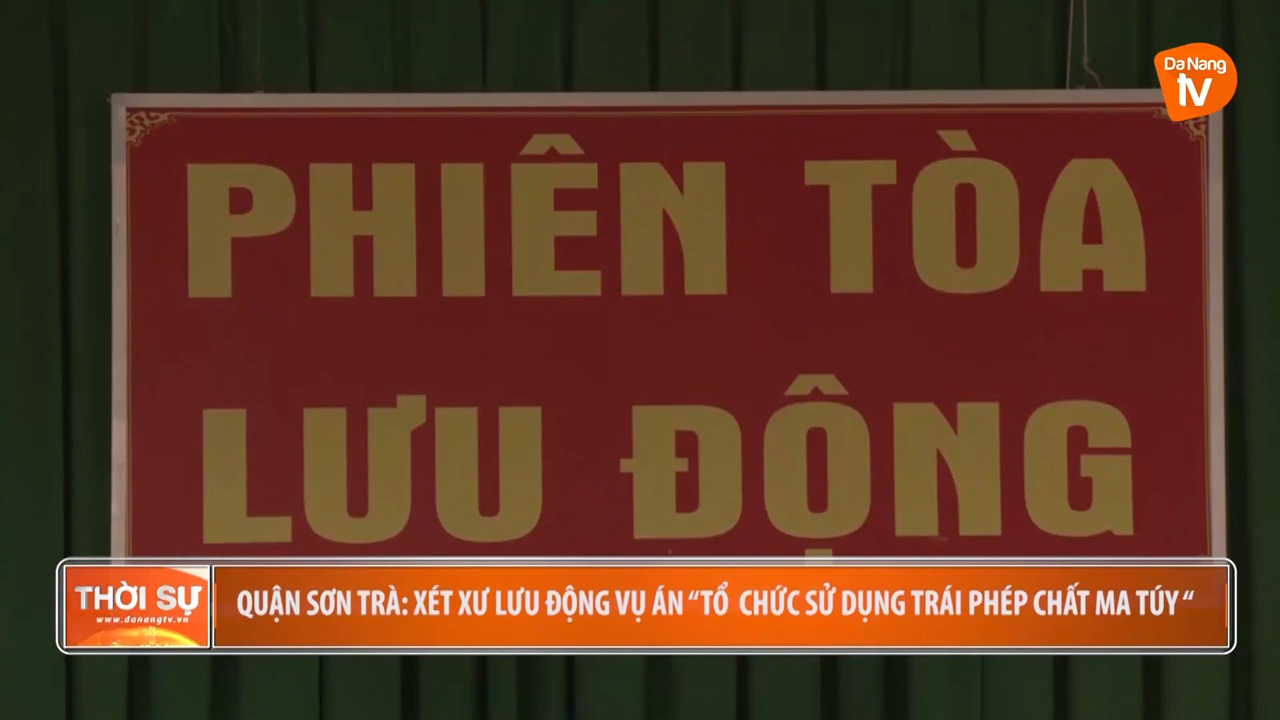 Da Nang
tv
PHIÊN TÒA
LƯU ĐỘNG
THỜI SỰ
www.danangtv.vn
QUẬN SƠN TRÀ: XÉT XƯ LƯU ĐỘNG VỤ ÁN “TỔ CHỨC SỬ DỤNG TRÁI PHÉP CHẤT MA TÚY “